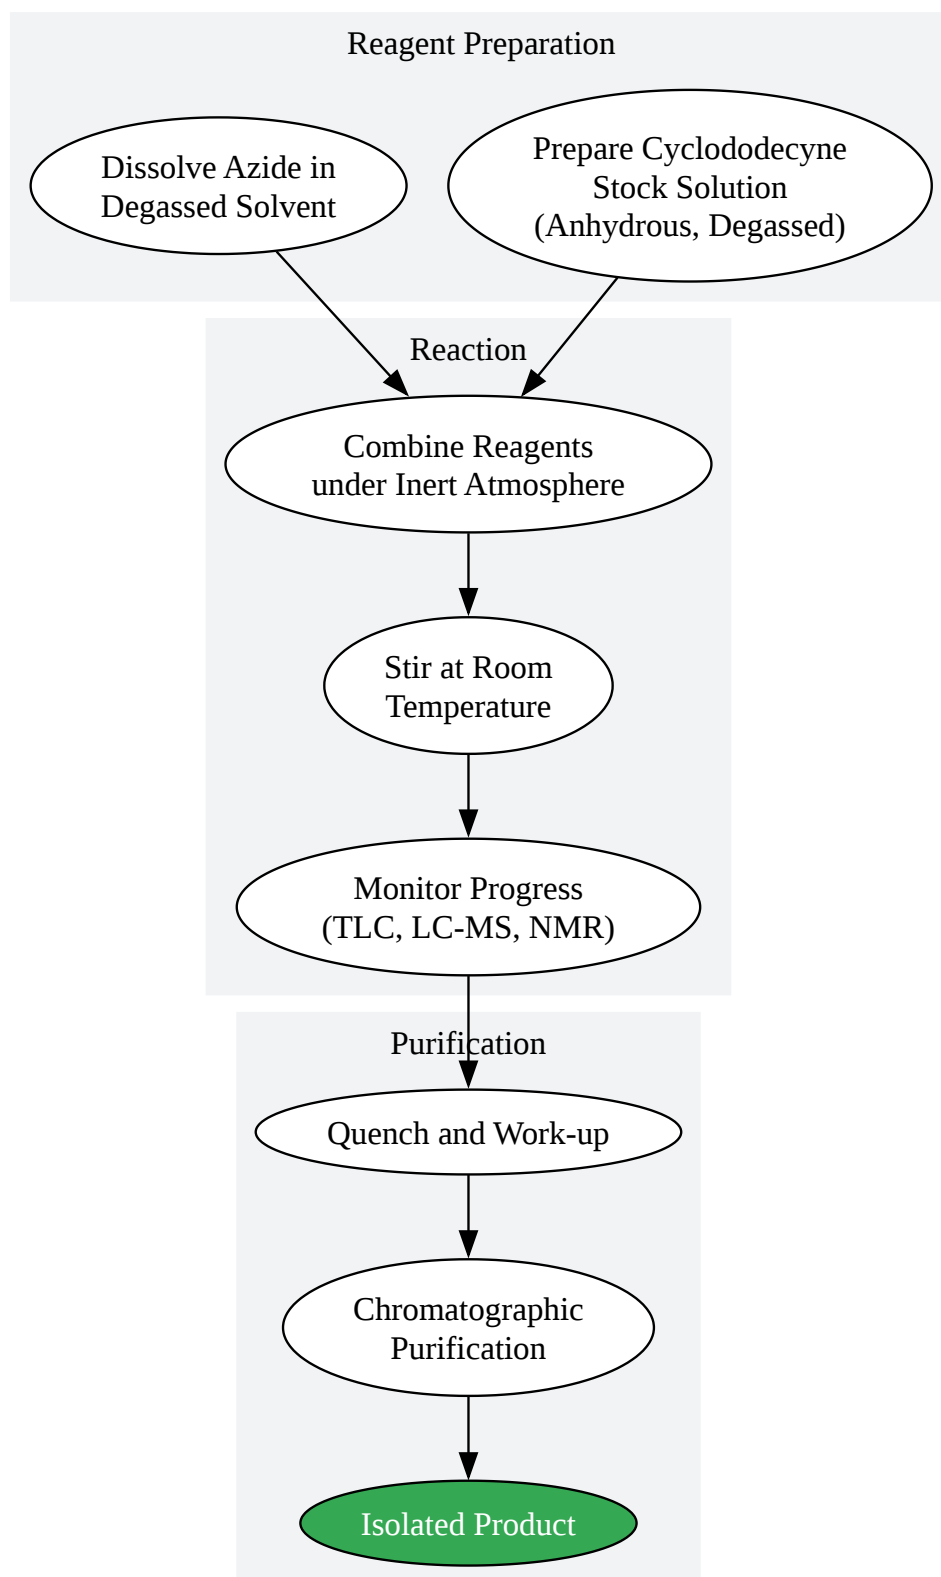 Reagent Preparation
Dissolve Azide in
Degassed Solvent
Prepare Cyclododecyne
Stock Solution
(Anhydrous, Degassed)
Reaction
Combine Reagents
under Inert Atmosphere
Stir at Room
Temperature
Monitor Progress
(TLC, LC-MS, NMR)
Purification
Quench and Work-up
Chromatographic
Purification
Isolated Product